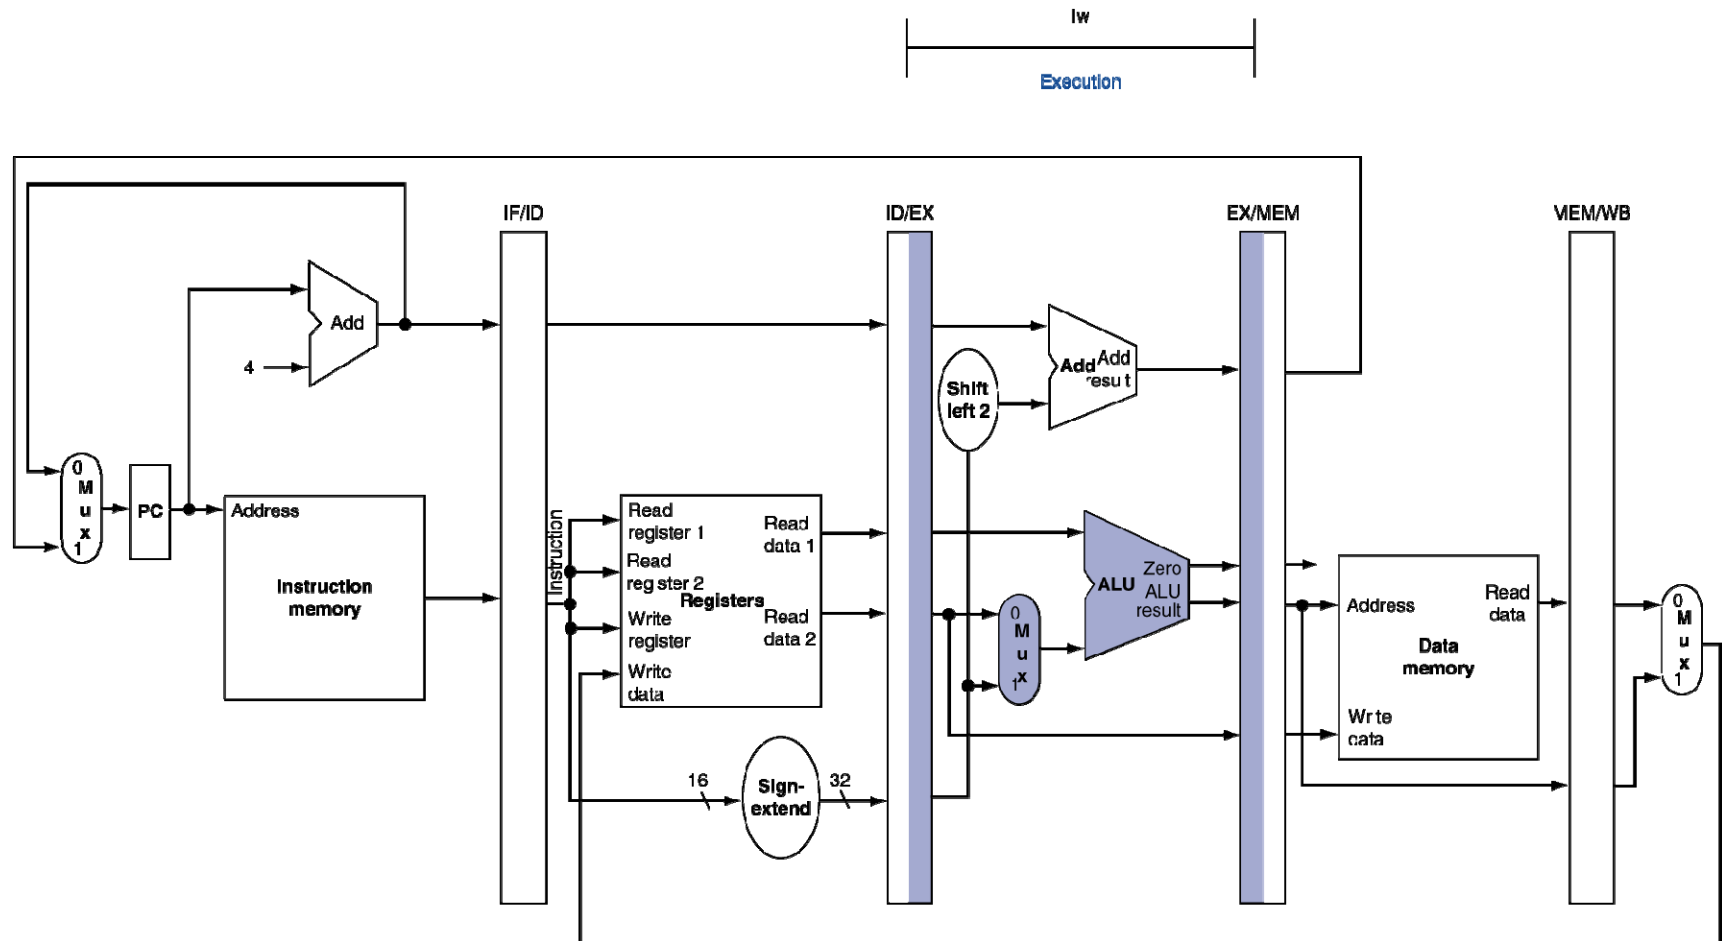 lw
Execution
IF/ID
ID/EX
EX/MEM
MEM/WB
Add
4
Shift
left 2
Add
Add
result
0
M
u
x
1
PC
Address
Instruction
memory
Instruction
Read
register 1
Read
register 2
Write
register
Write
data
Registers
Read
data 1
Read
data 2
16
Sign-
extend
32
0
M
u
x
1
ALU
Zero
ALU
result
Address
Read
data
Data
memory
Write
data
0
M
u
x
1